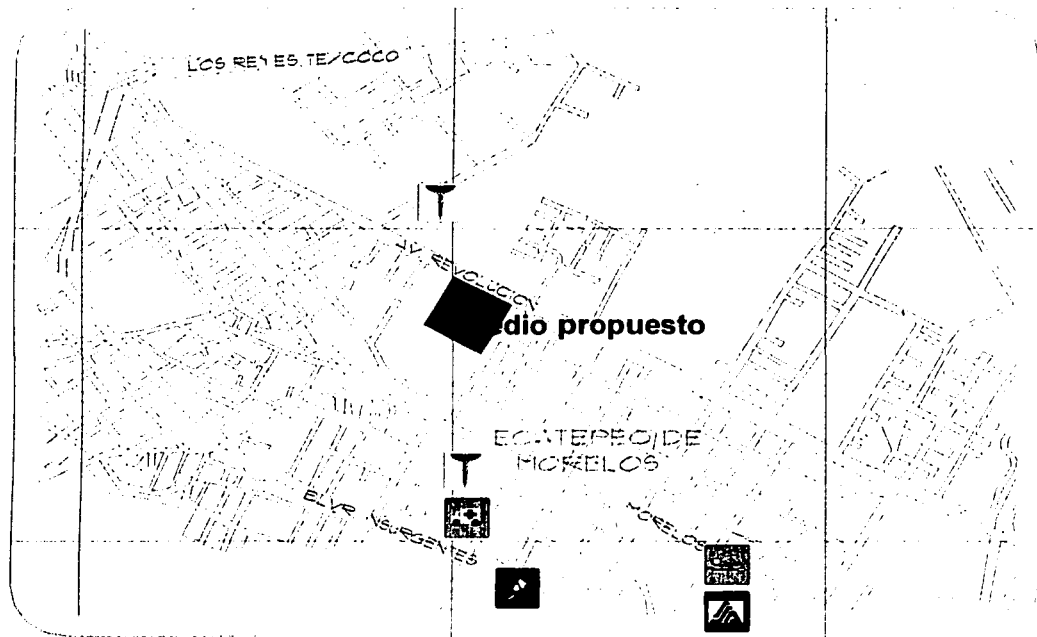 LOS REYES TEXCOCO
AV. REVOLUCION
edio propuesto
ECATEPEC DE
MORELOS
BLVR INSURGENTES
MORELOS